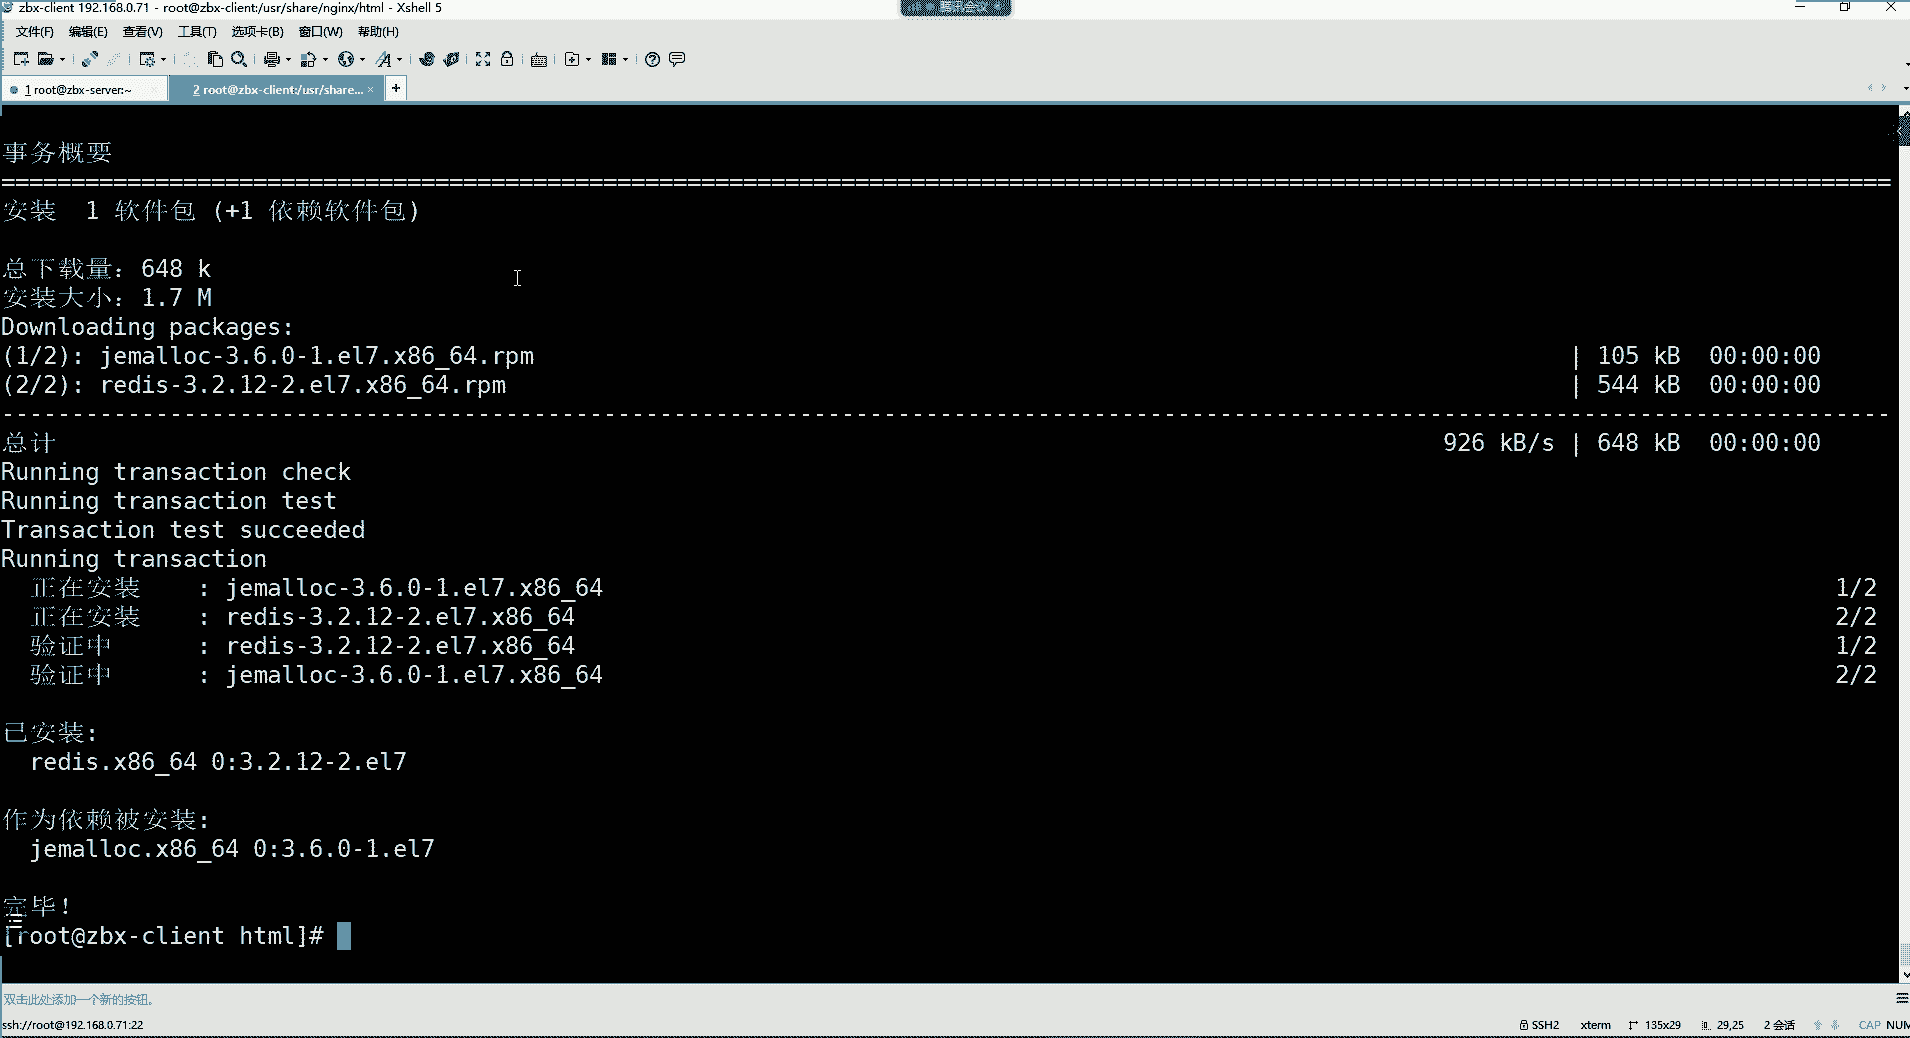 zbx-client 192.168.0.71 - root@zbx-client:/usr/share/nginx/html - Xshell 5
腾讯会议
文件(F) 编辑(E) 查看(V) 工具(T) 选项卡(B) 窗口(W) 帮助(H)
1 root@zbx-server:~ × 2 root@zbx-client:/usr/share... × +
事务概要
=======================================================================================================================================
安装  1 软件包 (+1 依赖软件包)
总下载量：648 k
安装大小：1.7 M
Downloading packages:
(1/2): jemalloc-3.6.0-1.el7.x86_64.rpm | 105 kB  00:00:00
(2/2): redis-3.2.12-2.el7.x86_64.rpm | 544 kB  00:00:00
---------------------------------------------------------------------------------------------------------------------------------------
总计 926 kB/s | 648 kB  00:00:00
Running transaction check
Running transaction test
Transaction test succeeded
Running transaction
正在安装    : jemalloc-3.6.0-1.el7.x86_64 1/2
正在安装    : redis-3.2.12-2.el7.x86_64 2/2
验证中      : redis-3.2.12-2.el7.x86_64 1/2
验证中      : jemalloc-3.6.0-1.el7.x86_64 2/2
已安装:
redis.x86_64 0:3.2.12-2.el7
作为依赖被安装:
jemalloc.x86_64 0:3.6.0-1.el7
完毕！
[root@zbx-client html]#
双击此处添加一个新的按钮。
ssh://root@192.168.0.71:22 SSH2 xterm 135x29 29,25 2 会话 CAP NUM